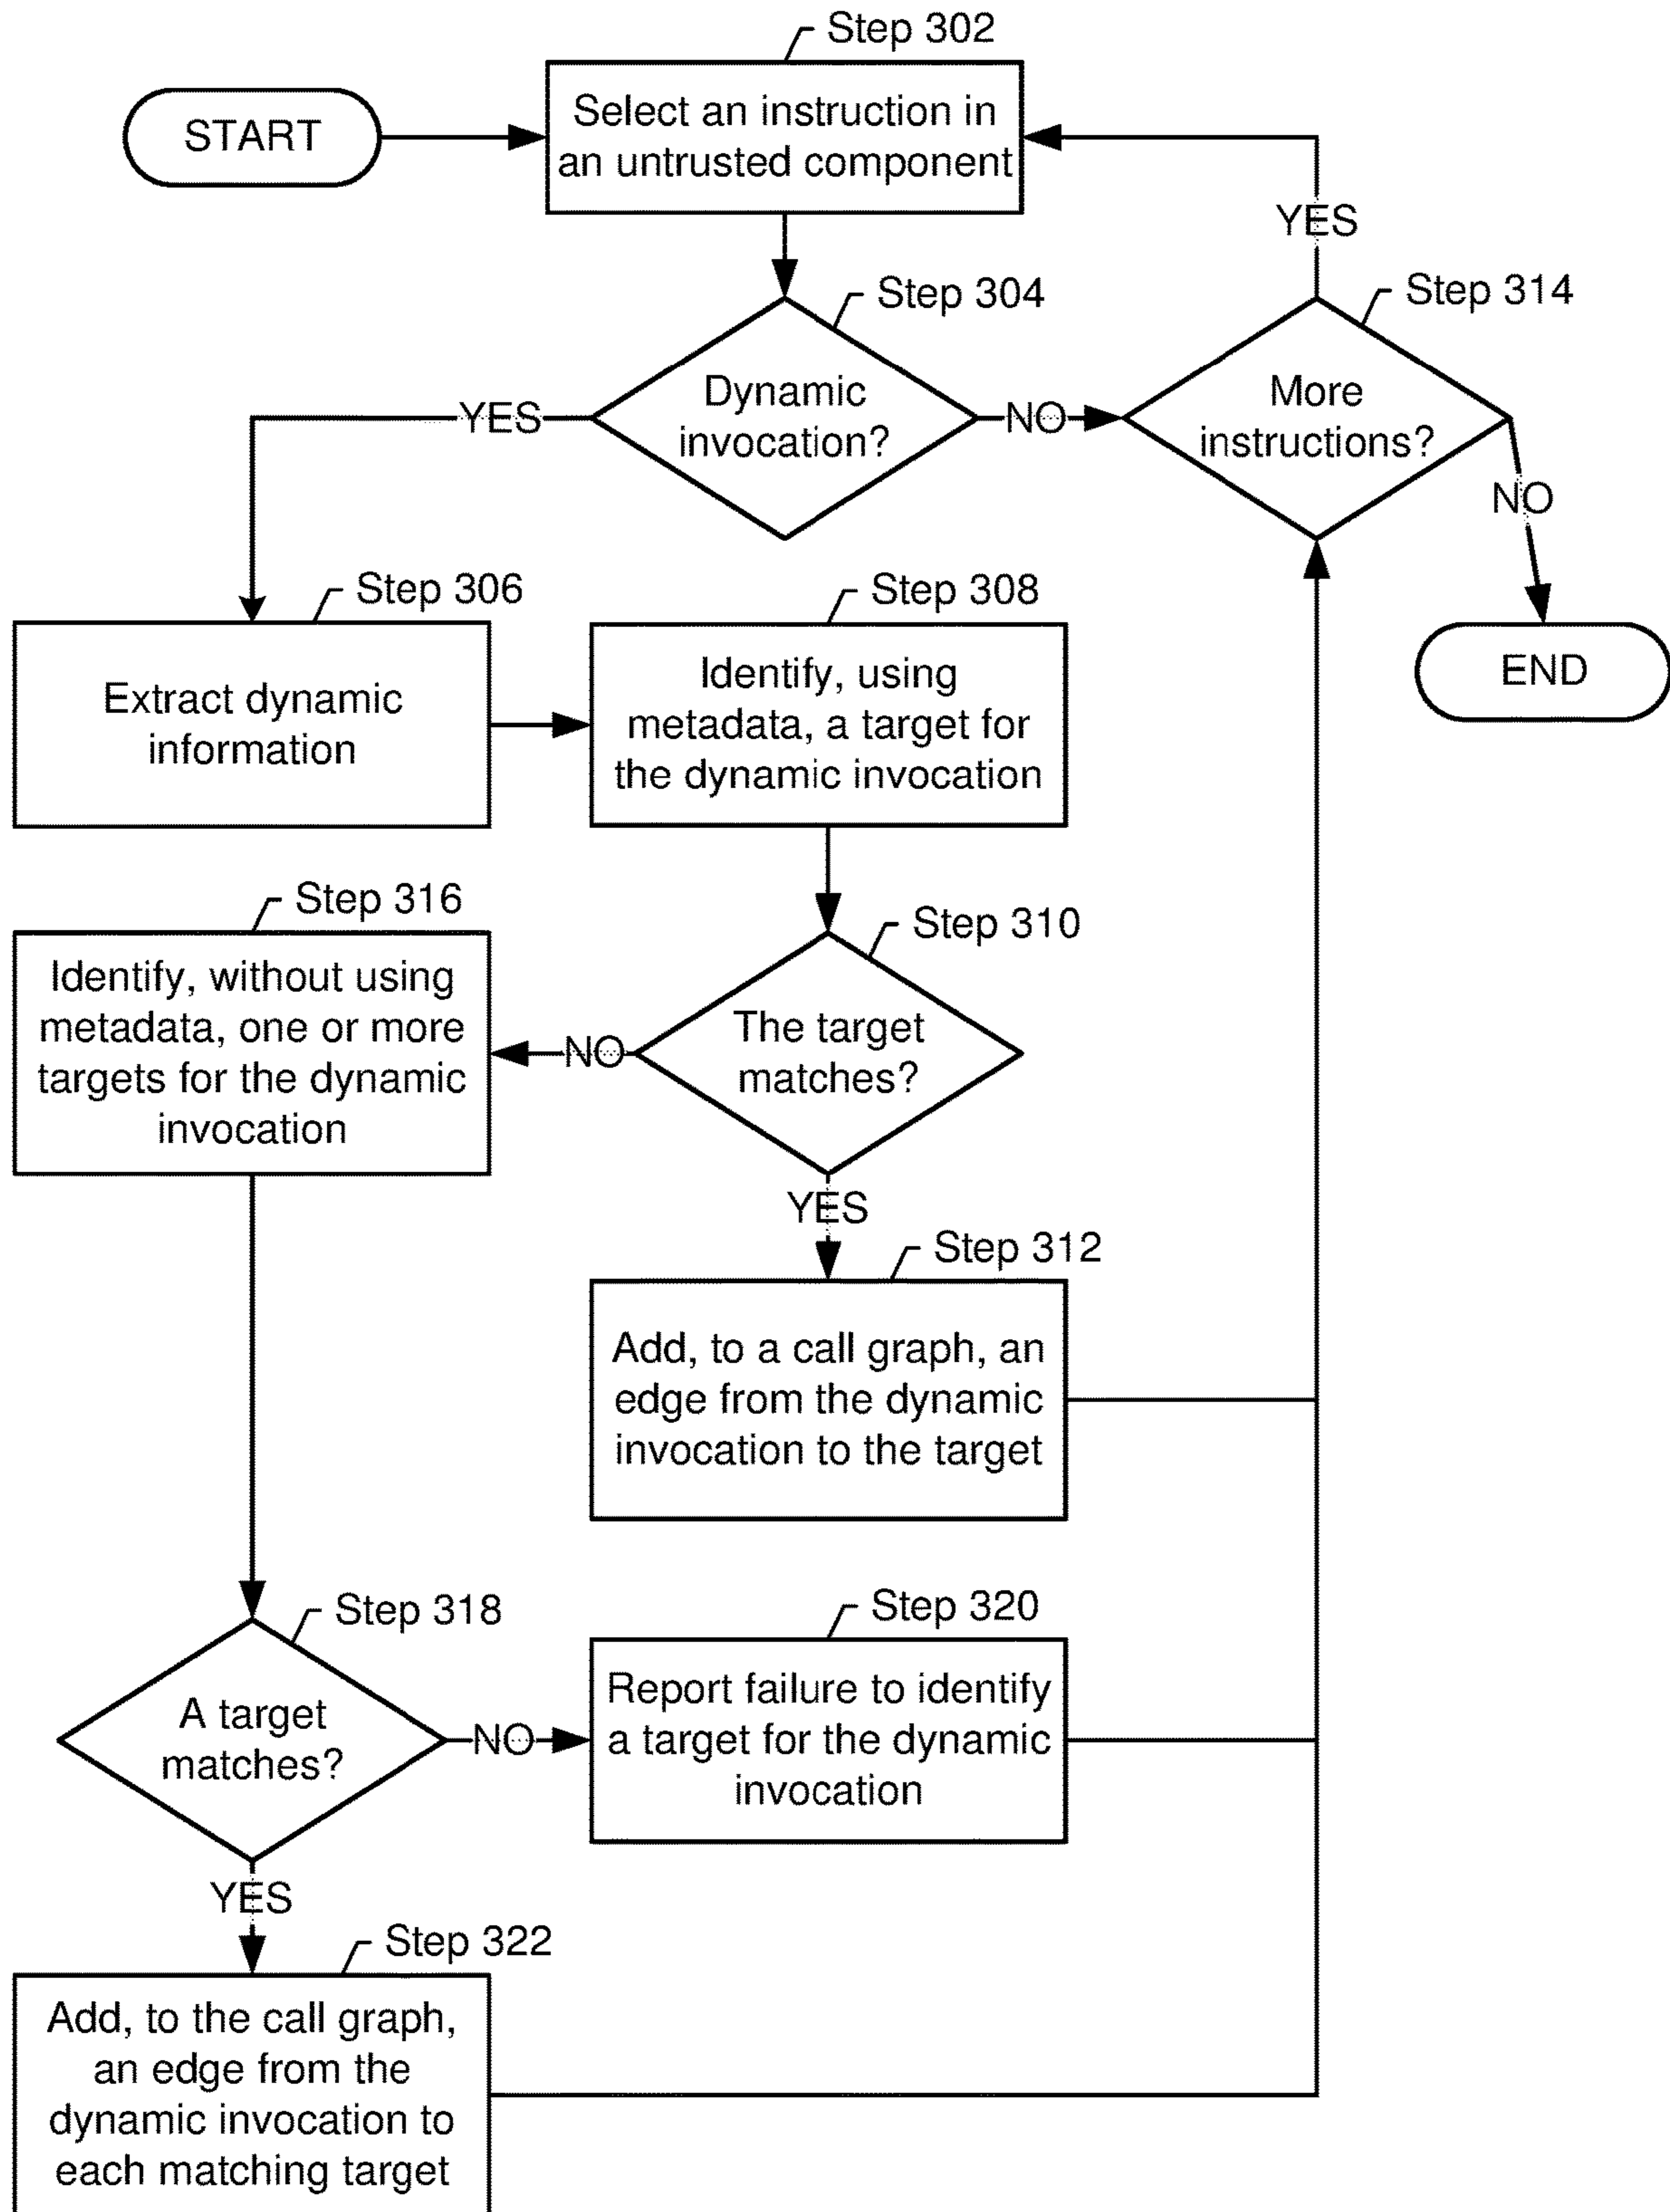 Step 302
START
Select an instruction in
an untrusted component
YES
Step 304
Step 314
Dynamic
invocation?
YES
NO
More
instructions?
NO
Step 306
Step 308
Extract dynamic
information
Identify, using
metadata, a target for
the dynamic invocation
END
Step 316
Step 310
Identify, without using
metadata, one or more
targets for the dynamic
invocation
NO
The target
matches?
YES
Step 312
Add, to a call graph, an
edge from the dynamic
invocation to the target
Step 318
Step 320
A target
matches?
NO
Report failure to identify
a target for the dynamic
invocation
YES
Step 322
Add, to the call graph,
an edge from the
dynamic invocation to
each matching target